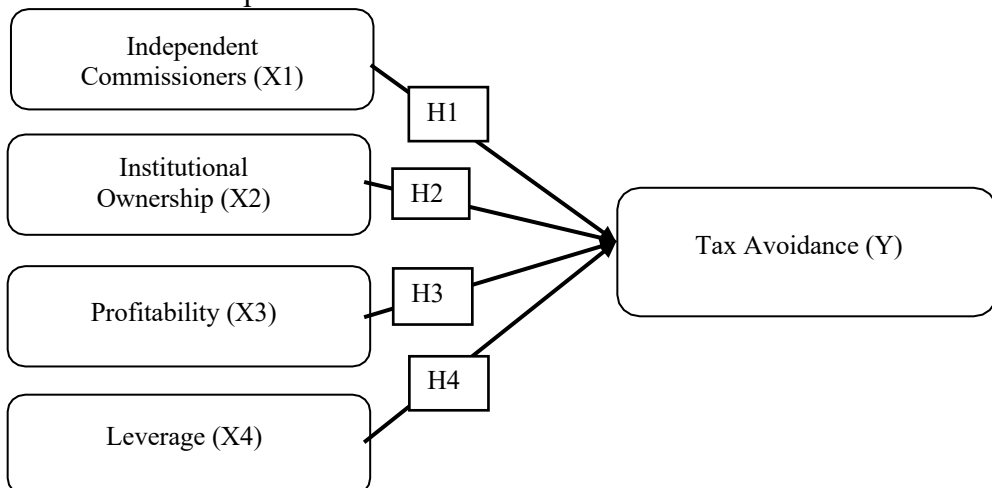 Independent
Commissioners (X1)
H1
Institutional
Ownership (X2)
H2
Tax Avoidance (Y)
H3
Profitability (X3)
H4
Leverage (X4)